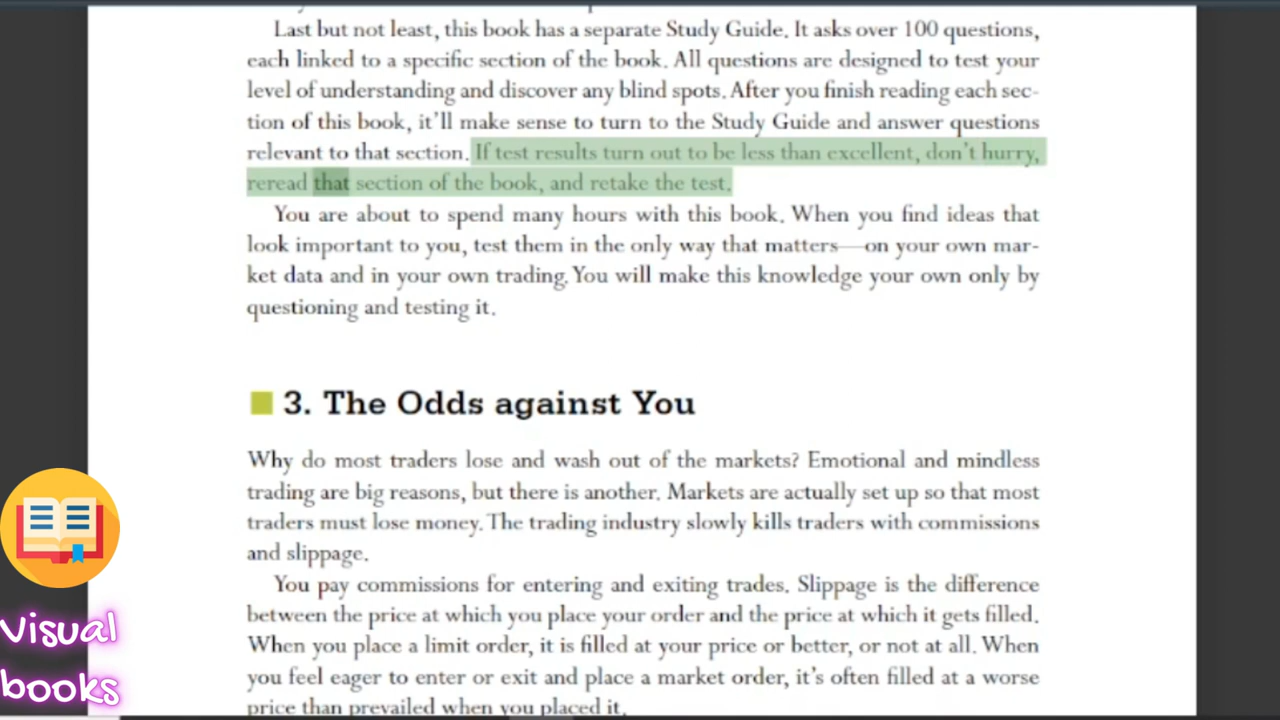 Last but not least, this book has a separate Study Guide. It asks over 100 questions,
each linked to a specific section of the book. All questions are designed to test your
level of understanding and discover any blind spots. After you finish reading each sec-
tion of this book, it'll make sense to turn to the Study Guide and answer questions
relevant to that section. If test results turn out to be less than excellent, don't hurry,
reread that section of the book, and retake the test.
You are about to spend many hours with this book. When you find ideas that
look important to you, test them in the only way that matters—on your own mar-
ket data and in your own trading. You will make this knowledge your own only by
questioning and testing it.
3. The Odds against You
Why do most traders lose and wash out of the markets? Emotional and mindless
trading are big reasons, but there is another. Markets are actually set up so that most
traders must lose money. The trading industry slowly kills traders with commissions
and slippage.
You pay commissions for entering and exiting trades. Slippage is the difference
between the price at which you place your order and the price at which it gets filled.
When you place a limit order, it is filled at your price or better, or not at all. When
you feel eager to enter or exit and place a market order, it's often filled at a worse
price than prevailed when you placed it.
Visual
books